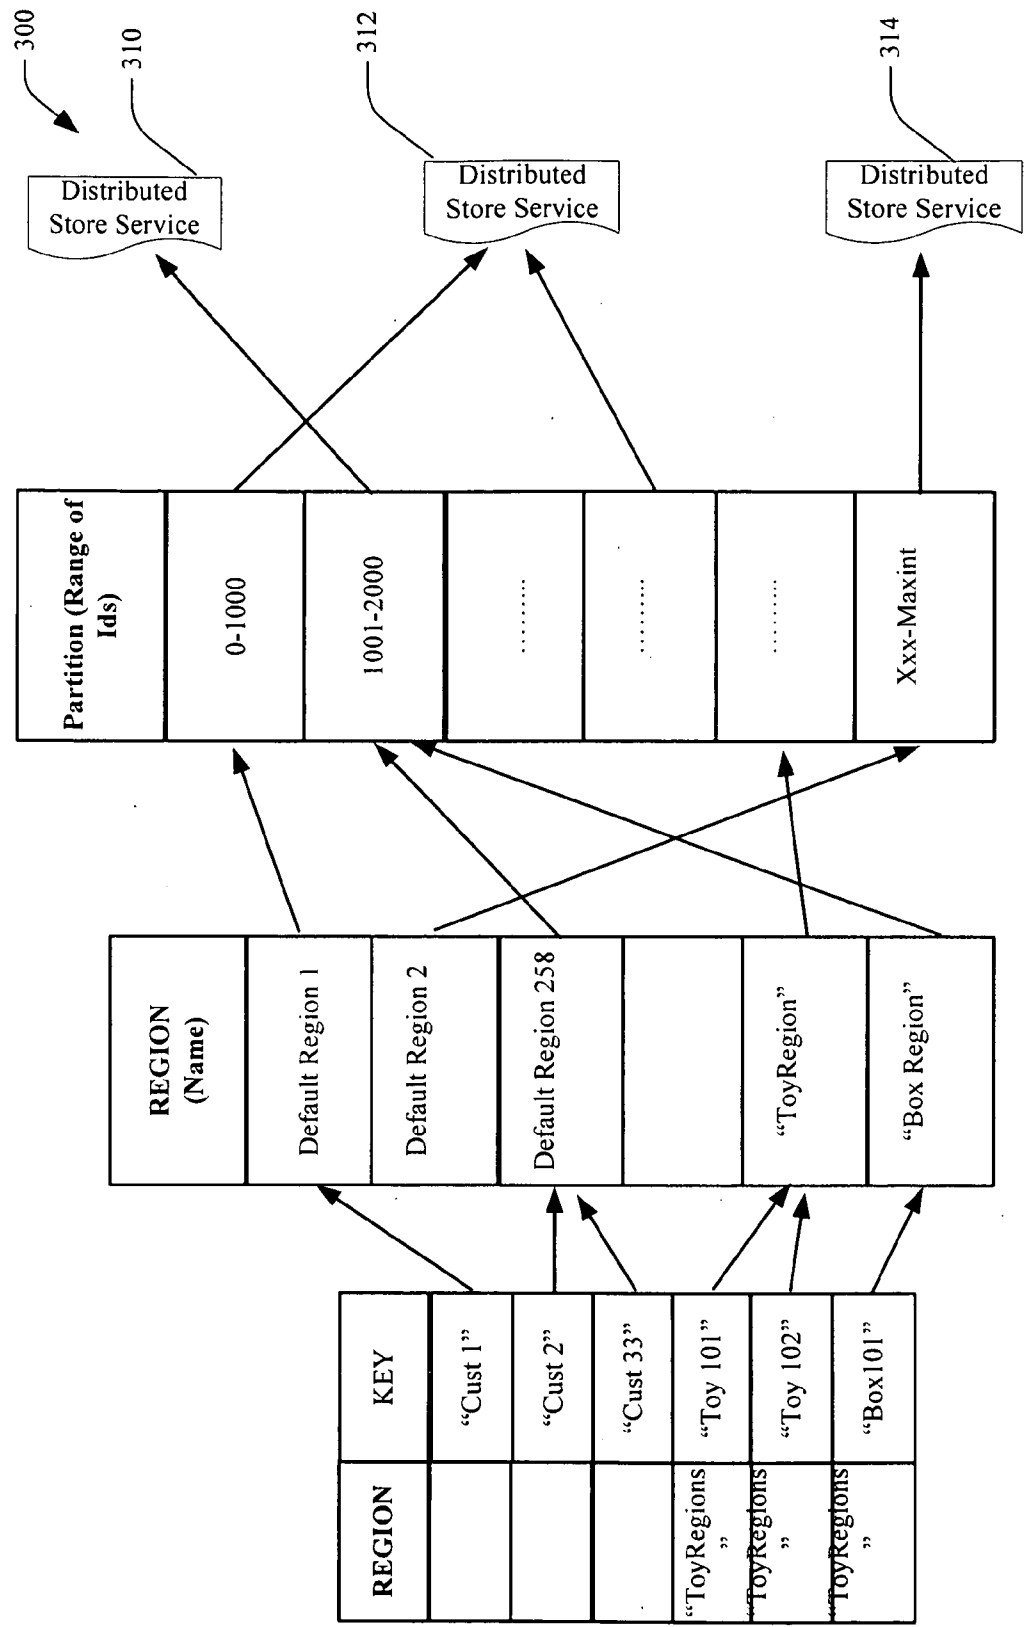 300
310
312
314
Distributed
Store Service
Distributed
Store Service
Distributed
Store Service
Partition (Range of
Ids)
0-1000
1001-2000
.........
.........
.........
Xxx-Maxint
REGION
(Name)
Default Region 1
Default Region 2
Default Region 258
“ToyRegion”
“Box Region”
REGION
KEY
“Cust 1”
“Cust 2”
“Cust 33”
“ToyRegions
”
“Toy 101”
“ToyRegions
”
“Toy 102”
“ToyRegions
”
“Box101”